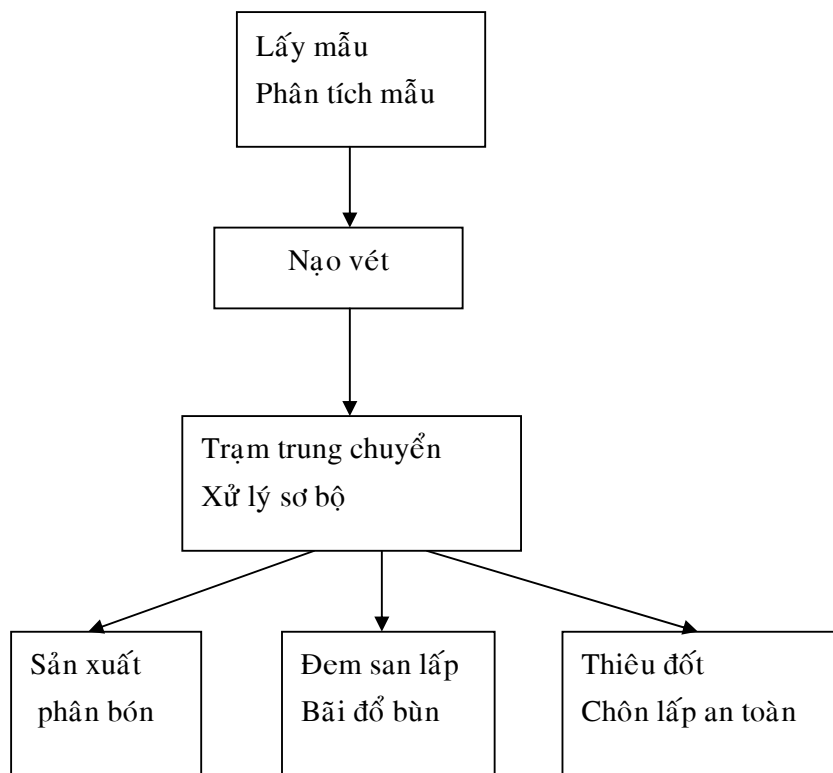 Lấy mẫu
Phân tích mẫu
Nạo vét
Trạm trung chuyển
Xử lý sơ bộ
Sản xuất
phân bón
Đem san lấp
Bãi đổ bùn
Thiêu đốt
Chôn lấp an toàn